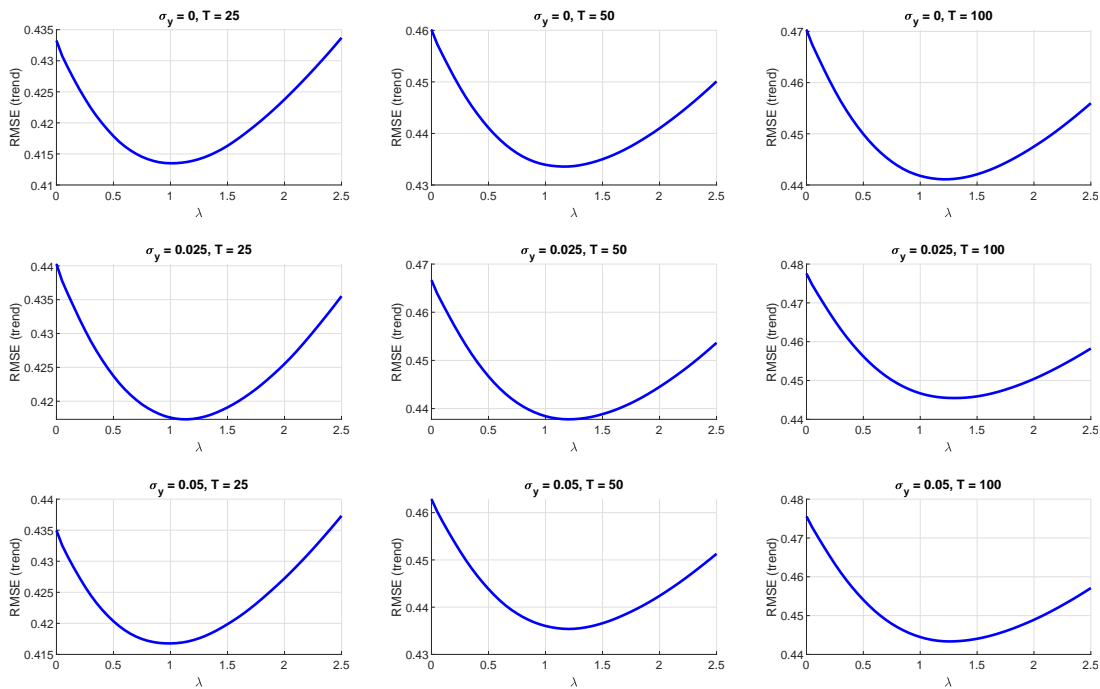 σy = 0, T = 25
RMSE (trend)
0.435
0.43
0.425
0.42
0.415
0.41
0 0.5 1 1.5 2 2.5
λ
σy = 0, T = 50
RMSE (trend)
0.46
0.45
0.44
0.43
0 0.5 1 1.5 2 2.5
λ
σy = 0, T = 100
RMSE (trend)
0.47
0.46
0.45
0.44
0 0.5 1 1.5 2 2.5
λ
σy = 0.025, T = 25
RMSE (trend)
0.44
0.435
0.43
0.425
0.42
0 0.5 1 1.5 2 2.5
λ
σy = 0.025, T = 50
RMSE (trend)
0.47
0.46
0.45
0.44
0 0.5 1 1.5 2 2.5
λ
σy = 0.025, T = 100
RMSE (trend)
0.48
0.47
0.46
0.45
0.44
0 0.5 1 1.5 2 2.5
λ
σy = 0.05, T = 25
RMSE (trend)
0.44
0.435
0.43
0.425
0.42
0.415
0 0.5 1 1.5 2 2.5
λ
σy = 0.05, T = 50
RMSE (trend)
0.46
0.45
0.44
0.43
0 0.5 1 1.5 2 2.5
λ
σy = 0.05, T = 100
RMSE (trend)
0.48
0.47
0.46
0.45
0.44
0 0.5 1 1.5 2 2.5
λ